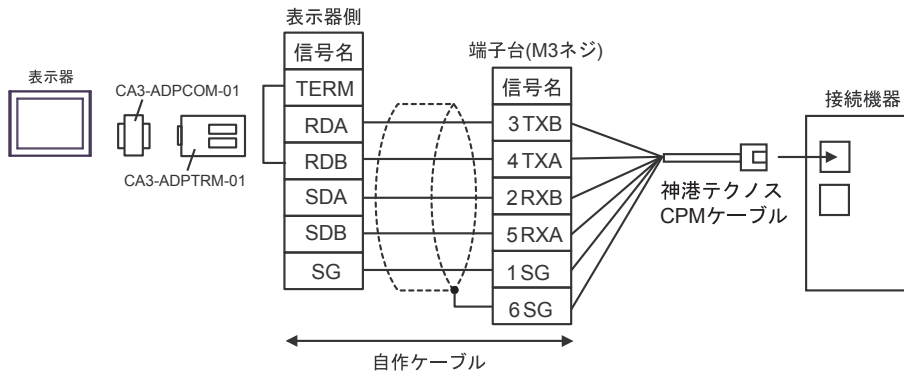 表示器
CA3-ADPCOM-01
CA3-ADPTRM-01
表示器側
信号名
TERM
RDA
RDB
SDA
SDB
SG
端子台(M3ネジ)
信号名
3 TXB
4 TXA
2 RXB
5 RXA
1 SG
6 SG
自作ケーブル
神港テクノス
CPMケーブル
接続機器